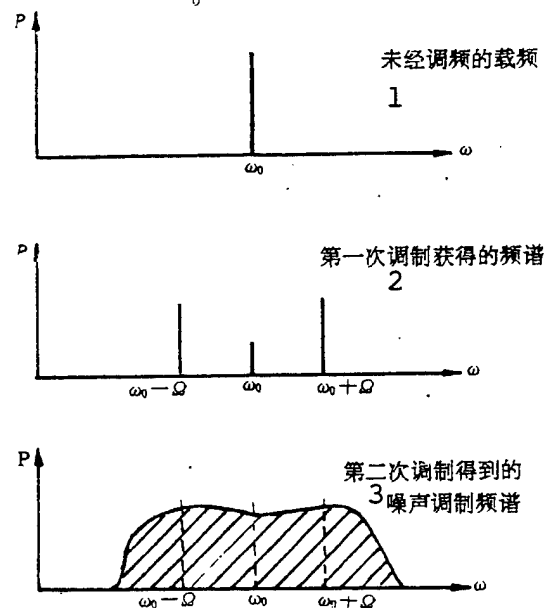 P
未经调频的载频
1
ω
ω₀
P
第一次调制获得的频谱
2
ω
ω₀－Ω
ω₀
ω₀＋Ω
P
第二次调制得到的
3 噪声调制频谱
ω
ω₀－Ω
ω₀
ω₀＋Ω